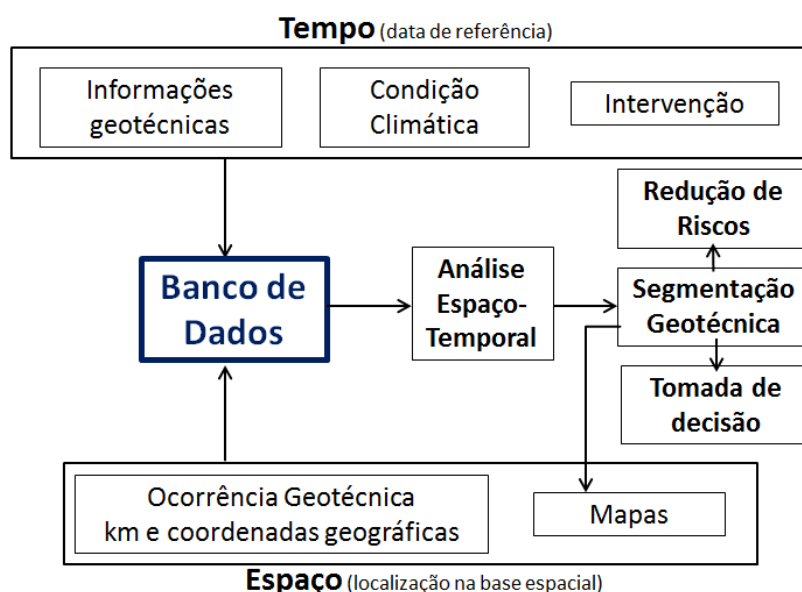 Tempo (data de referência)
Informações
geotécnicas
Condição
Climática
Intervenção
Redução de
Riscos
Banco de
Dados
Análise
Espaço-
Temporal
Segmentação
Geotécnica
Tomada de
decisão
Ocorrência Geotécnica
km e coordenadas geográficas
Mapas
Espaço (localização na base espacial)